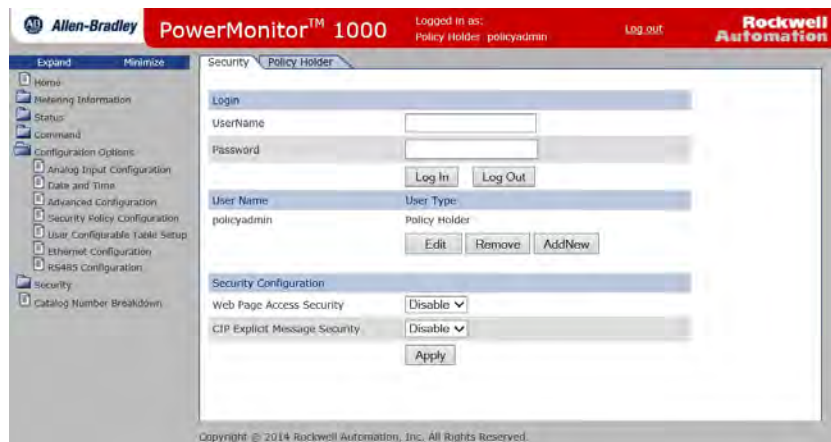 Allen-Bradley
PowerMonitor™ 1000
Logged in as:
Policy Holder policyadmin
Log out
Rockwell
Automation
Expand Minimize
Home
Metering Information
Status
Command
Configuration Options
Analog Input Configuration
Date and Time
Advanced Configuration
Security Policy Configuration
User Configurable Table Setup
Ethernet Configuration
RS485 Configuration
Security
Catalog Number Breakdown
Security Policy Holder
Login
UserName
Password
Log In Log Out
User Name User Type
policyadmin Policy Holder
Edit Remove AddNew
Security Configuration
Web Page Access Security Disable
CIP Explicit Message Security Disable
Apply
Copyright © 2014 Rockwell Automation, Inc. All Rights Reserved.